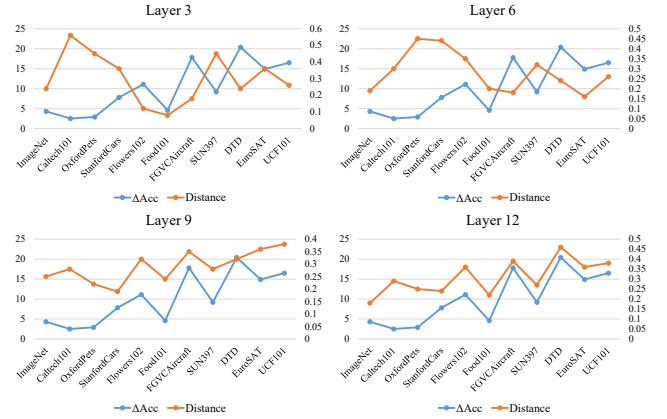 Layer 3
25
20
15
10
5
0
0.6
0.5
0.4
0.3
0.2
0.1
0
ImageNet
Caltech101
OxfordPets
StanfordCars
Flowers102
Food101
FGVCAircraft
SUN397
DTD
EuroSAT
UCF101
ΔAcc Distance
Layer 6
25
20
15
10
5
0
0.5
0.45
0.4
0.35
0.3
0.25
0.2
0.15
0.1
0.05
0
ImageNet
Caltech101
OxfordPets
StanfordCars
Flowers102
Food101
FGVCAircraft
SUN397
DTD
EuroSAT
UCF101
ΔAcc Distance
Layer 9
25
20
15
10
5
0
0.4
0.35
0.3
0.25
0.2
0.15
0.1
0.05
0
ImageNet
Caltech101
OxfordPets
StanfordCars
Flowers102
Food101
FGVCAircraft
SUN397
DTD
EuroSAT
UCF101
ΔAcc Distance
Layer 12
25
20
15
10
5
0
0.5
0.45
0.4
0.35
0.3
0.25
0.2
0.15
0.1
0.05
0
ImageNet
Caltech101
OxfordPets
StanfordCars
Flowers102
Food101
FGVCAircraft
SUN397
DTD
EuroSAT
UCF101
ΔAcc Distance